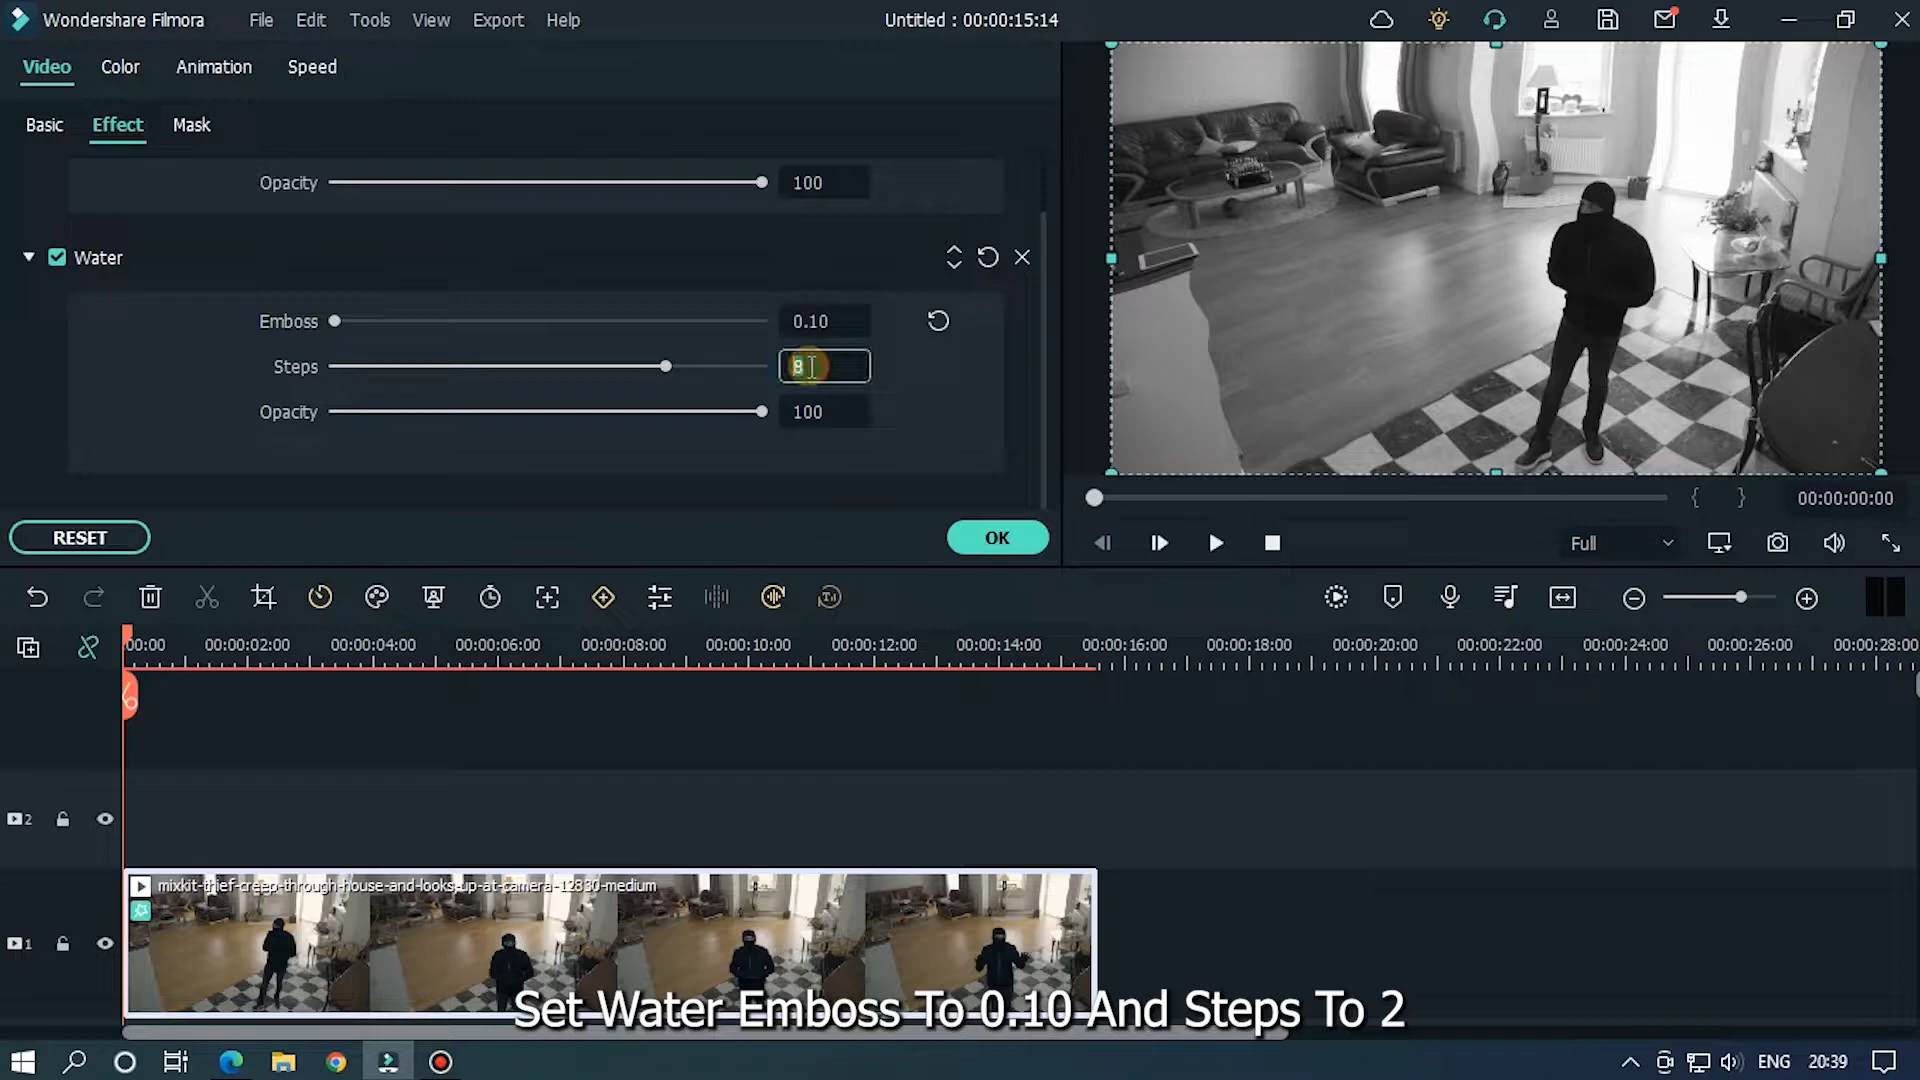 Wondershare Filmora File Edit Tools View Export Help Untitled : 00:00:15:14
Video Color Animation Speed
Basic Effect Mask
Opacity 100
Water
Emboss 0.10
Steps 8
Opacity 100
RESET OK
00:00:00:00
Full
00:00 00:00:02:00 00:00:04:00 00:00:06:00 00:00:08:00 00:00:10:00 00:00:12:00 00:00:14:00 00:00:16:00 00:00:18:00 00:00:20:00 00:00:22:00 00:00:24:00 00:00:26:00 00:00:28:00
2
mixkit-thief-creep-through-house-and-looks-up-at-camera-12830-medium
1
Set Water Emboss To 0.10 And Steps To 2
ENG 20:39